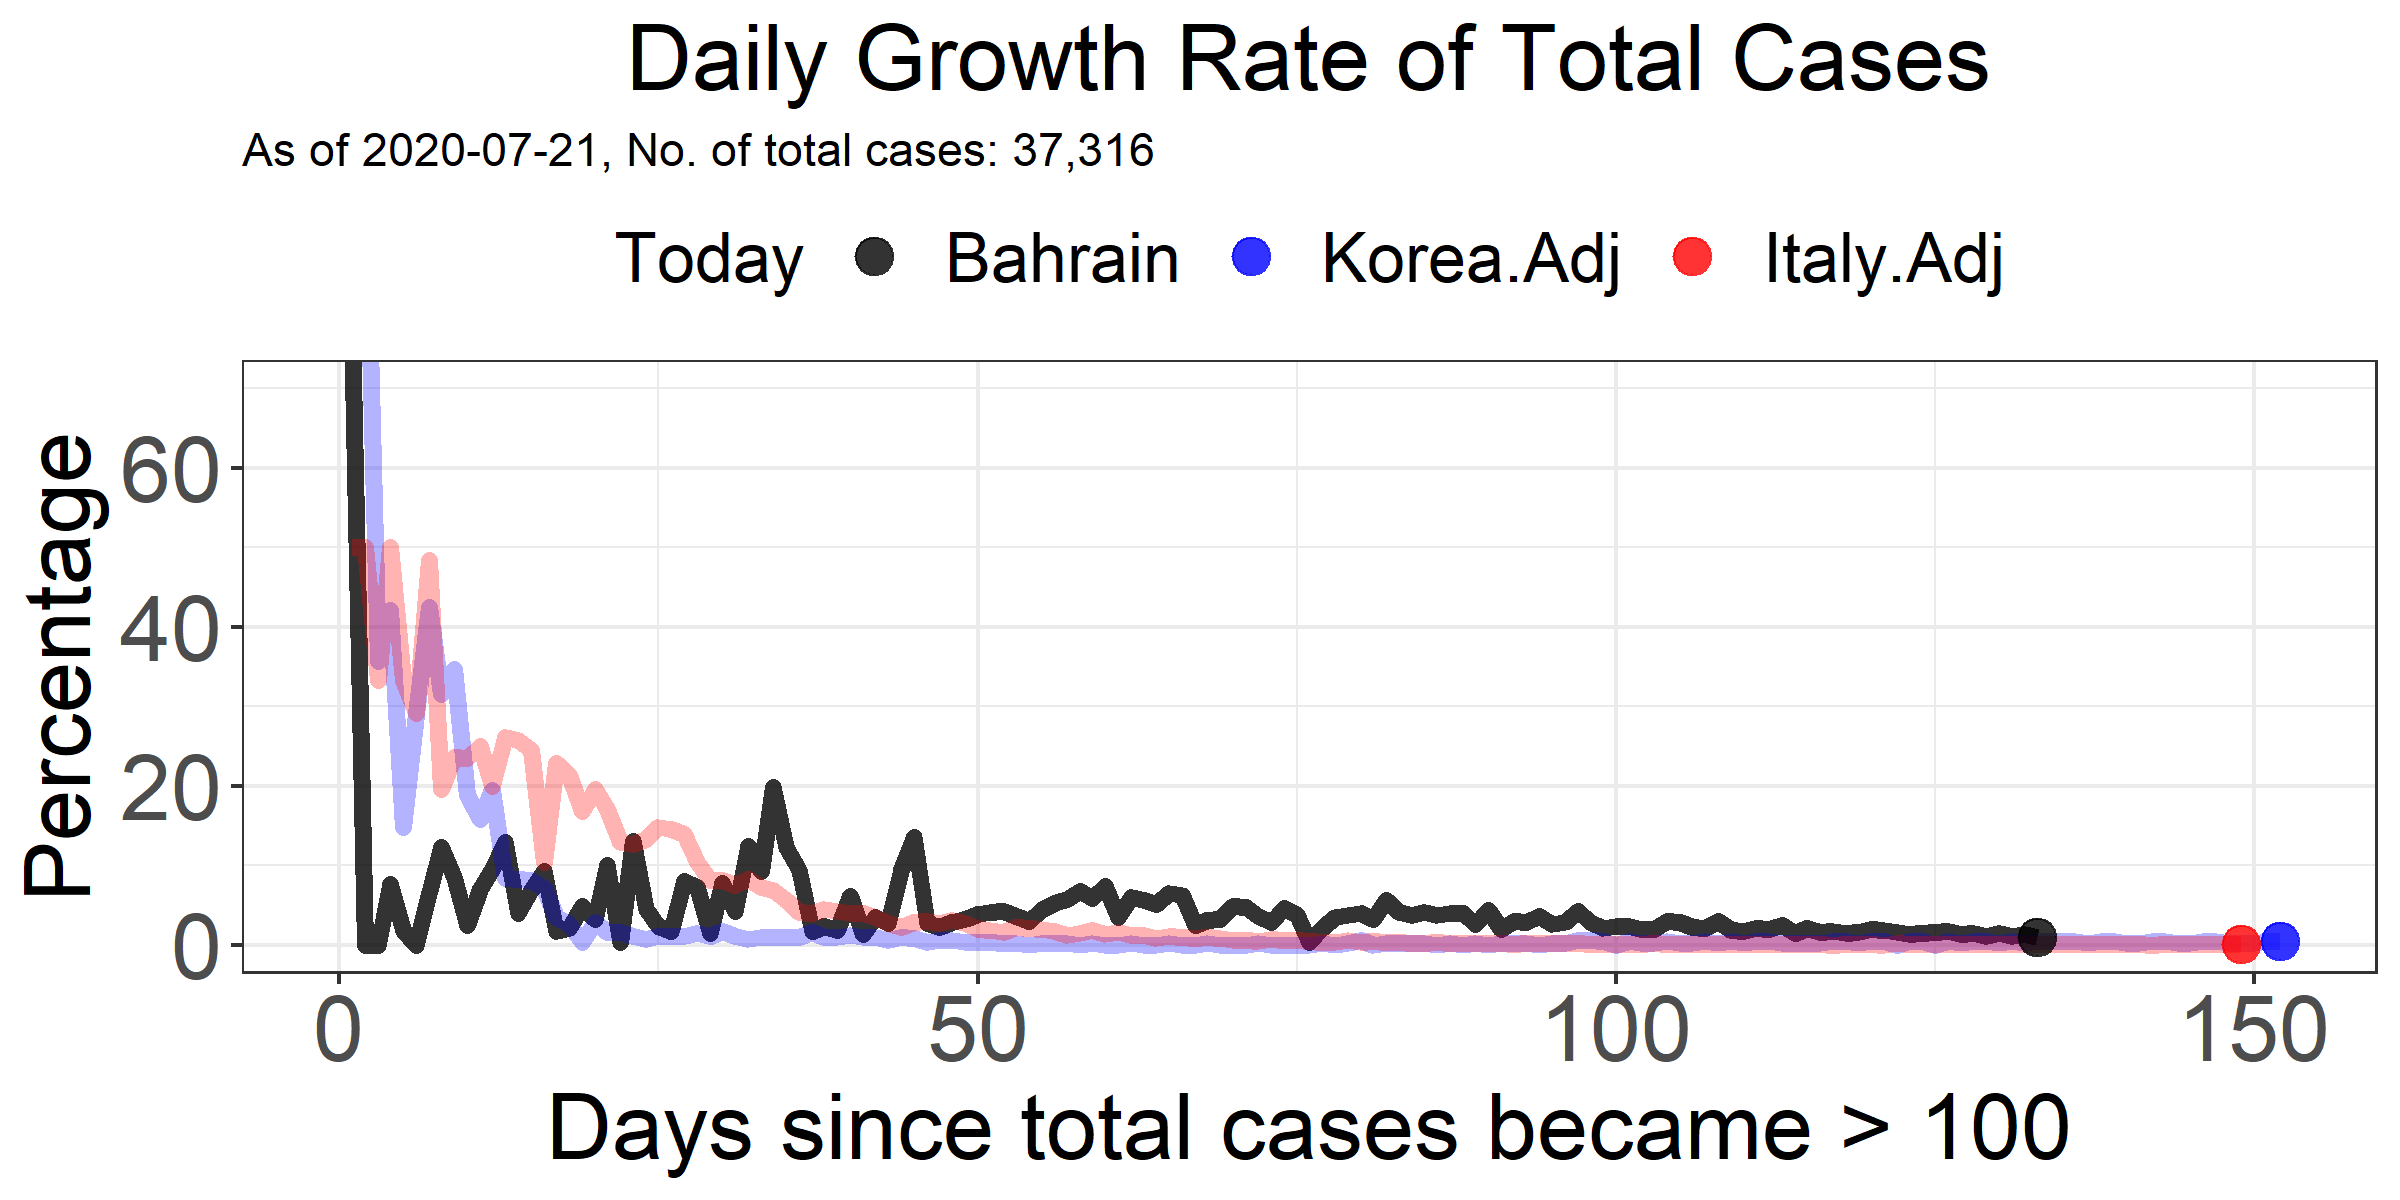 Daily Growth Rate of Total Cases
As of 2020-07-21, No. of total cases: 37,316
Today Bahrain Korea.Adj Italy.Adj
Percentage
60
40
20
0
0 50 100 150
Days since total cases became > 100